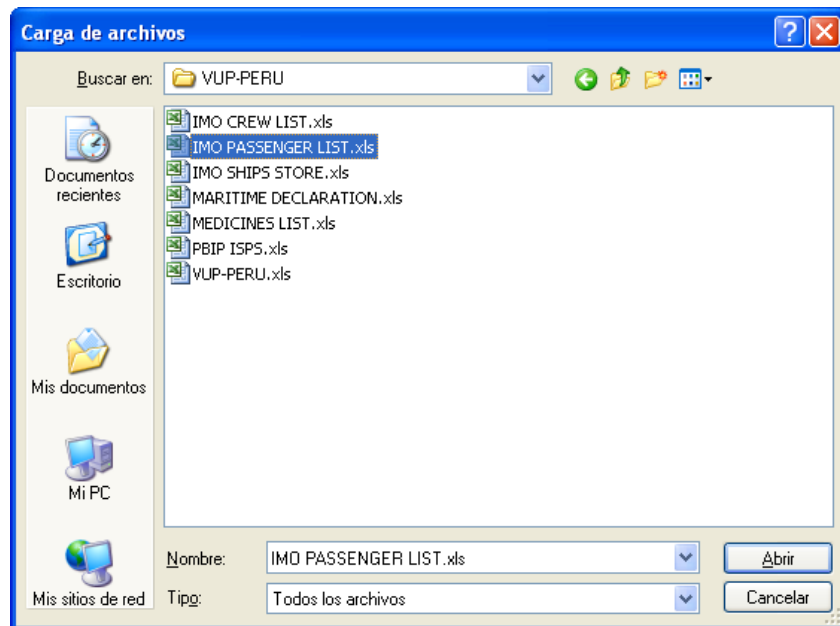 Carga de archivos
Buscar en:
VUP-PERU
Documentos
recientes
Escritorio
Mis documentos
Mi PC
Mis sitios de red
IMO CREW LIST.xls
IMO PASSENGER LIST.xls
IMO SHIPS STORE.xls
MARITIME DECLARATION.xls
MEDICINES LIST.xls
PBIP ISPS.xls
VUP-PERU.xls
Nombre:
IMO PASSENGER LIST.xls
Abrir
Tipo:
Todos los archivos
Cancelar